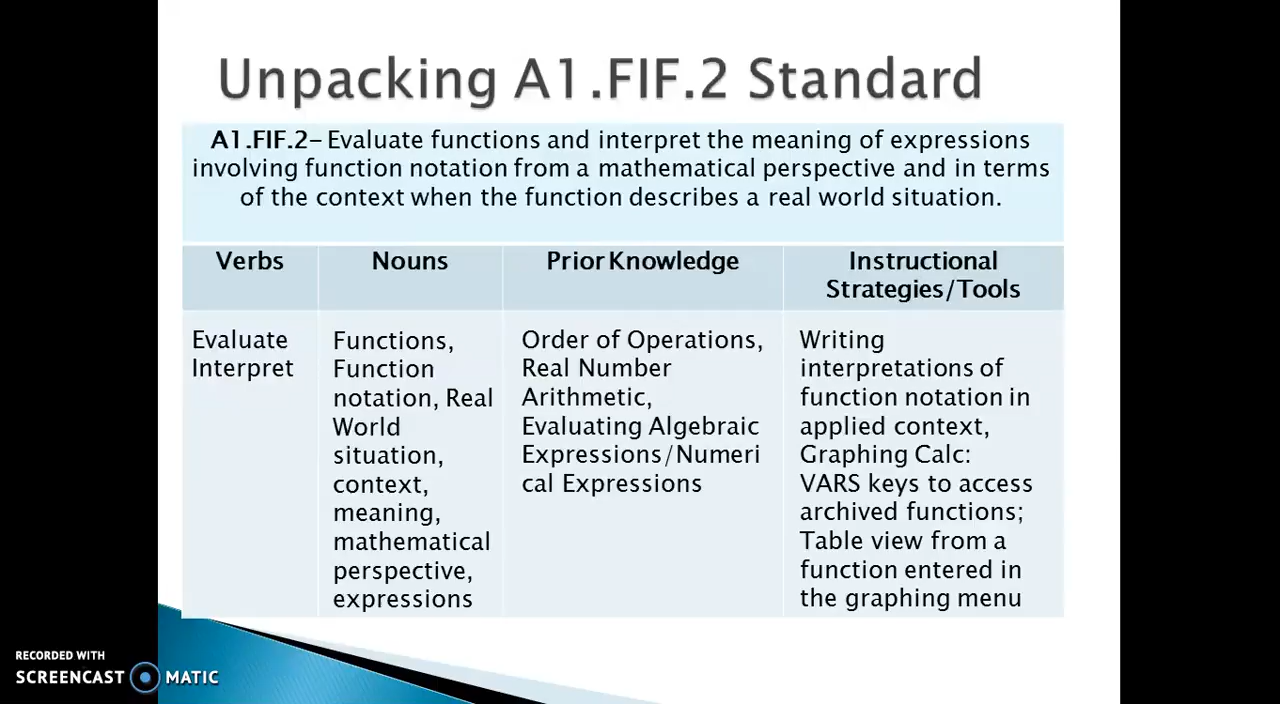 Unpacking A1.FIF.2 Standard
A1.FIF.2– Evaluate functions and interpret the meaning of expressions
involving function notation from a mathematical perspective and in terms
of the context when the function describes a real world situation.
Verbs
Nouns
Prior Knowledge
Instructional
Strategies/Tools
Evaluate
Interpret
Functions,
Function
notation, Real
World
situation,
context,
meaning,
mathematical
perspective,
expressions
Order of Operations,
Real Number
Arithmetic,
Evaluating Algebraic
Expressions/Numeri
cal Expressions
Writing
interpretations of
function notation in
applied context,
Graphing Calc:
VARS keys to access
archived functions;
Table view from a
function entered in
the graphing menu
RECORDED WITH
SCREENCAST MATIC